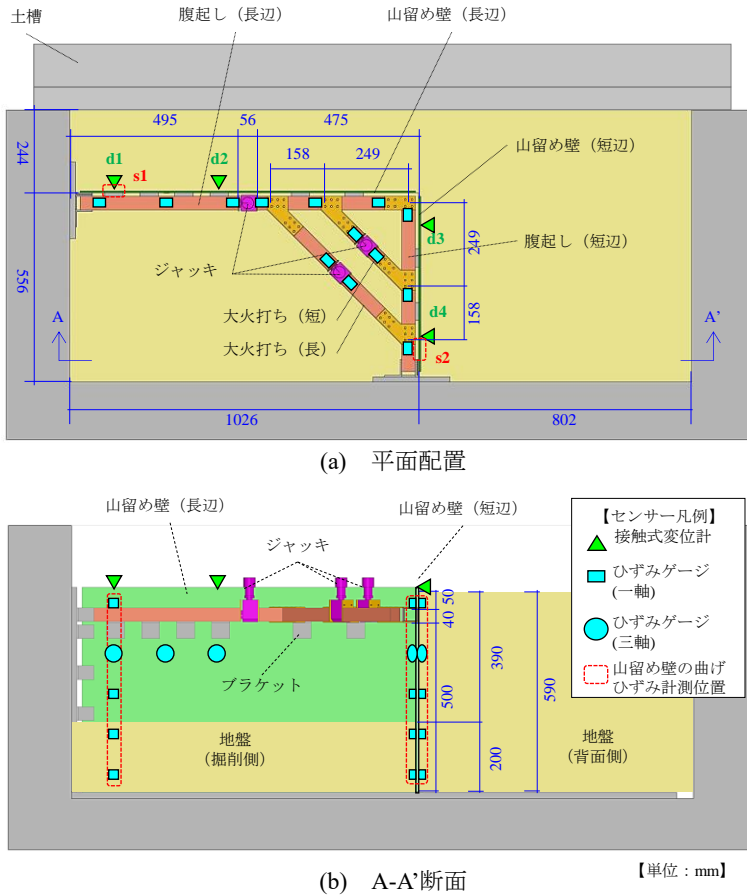 土槽
腹起し（長辺）
山留め壁（長辺）
495
56
475
山留め壁（短辺）
244
d1
s1
d2
158
249
d3
249
腹起し（短辺）
ジャッキ
556
大火打ち（短）
大火打ち（長）
d4
158
A
A'
s2
1026
802
(a) 平面配置
山留め壁（長辺）
ジャッキ
山留め壁（短辺）
【センサー凡例】
接触式変位計
ひずみゲージ
(一軸)
ひずみゲージ
(三軸)
山留め壁の曲げ
ひずみ計測位置
50
40
390
500
590
200
ブラケット
地盤
（掘削側）
地盤
（背面側）
(b) A-A'断面
【単位：mm】